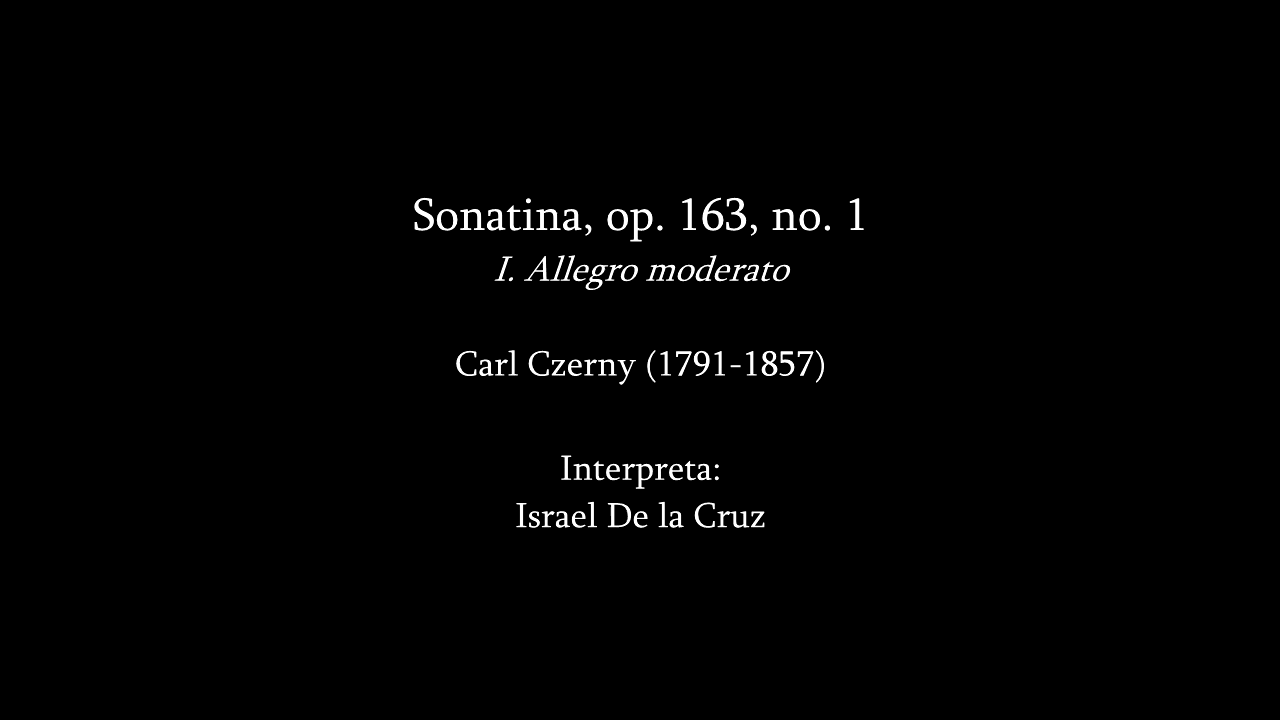 Sonatina, op. 163, no. 1
I. Allegro moderato
Carl Czerny (1791-1857)
Interpreta:
Israel De la Cruz